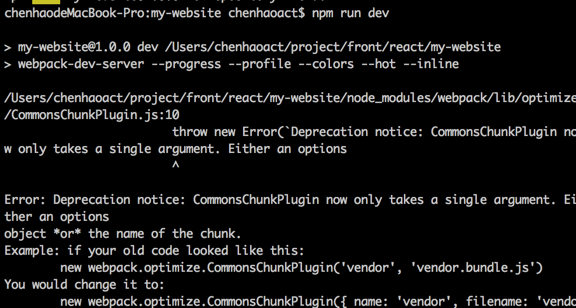 chenhaodeMacBook-Pro:my-website chenhaoact$ npm run dev
> my-website@1.0.0 dev /Users/chenhaoact/project/front/react/my-website
> webpack-dev-server --progress --profile --colors --hot --inline
/Users/chenhaoact/project/front/react/my-website/node_modules/webpack/lib/optimize
/CommonsChunkPlugin.js:10
throw new Error(`Deprecation notice: CommonsChunkPlugin no
w only takes a single argument. Either an options
^
Error: Deprecation notice: CommonsChunkPlugin now only takes a single argument. Ei
ther an options
object *or* the name of the chunk.
Example: if your old code looked like this:
new webpack.optimize.CommonsChunkPlugin('vendor', 'vendor.bundle.js')
You would change it to:
new webpack.optimize.CommonsChunkPlugin({ name: 'vendor', filename: 'vendo